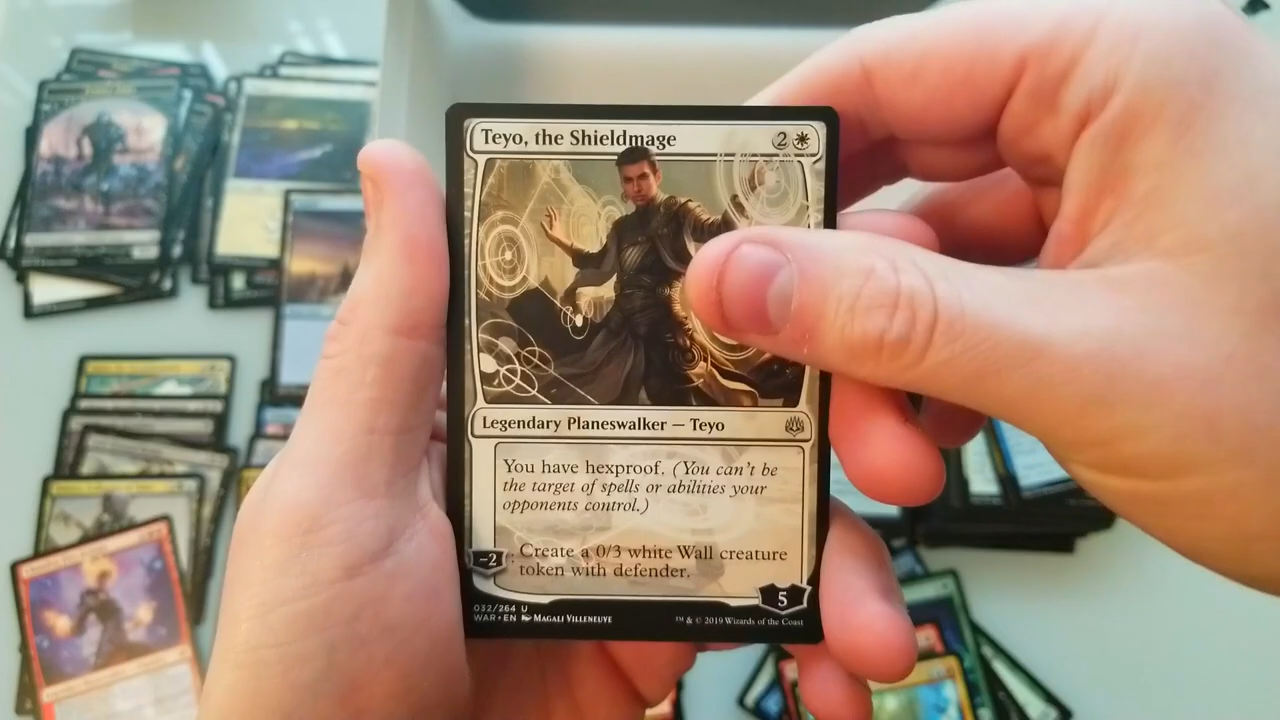 Teyo, the Shieldmage 2
Legendary Planeswalker — Teyo
You have hexproof. (You can't be
the target of spells or abilities your
opponents control.)
-2: Create a 0/3 white Wall creature
token with defender.
5
032/264 U
WAR • EN Magali Villeneuve ™ & © 2019 Wizards of the Coast